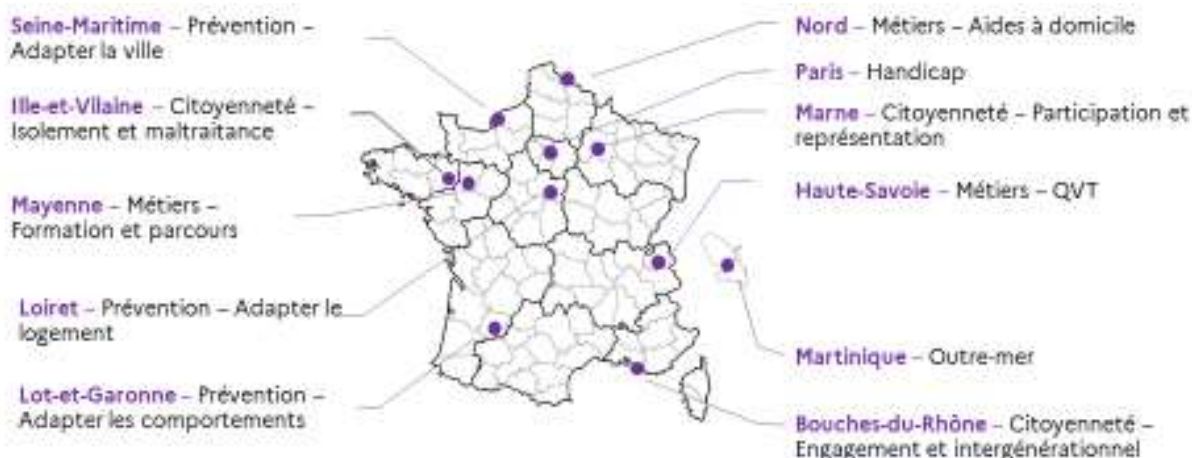 Seine-Maritime – Prévention –
Adapter la ville
Ille-et-Vilaine – Citoyenneté –
Isolement et maltraitance
Mayenne – Métiers –
Formation et parcours
Loiret – Prévention – Adapter le
logement
Lot-et-Garonne – Prévention –
Adapter les comportements
Nord – Métiers – Aides à domicile
Paris – Handicap
Marne – Citoyenneté – Participation et
représentation
Haute-Savoie – Métiers – QVT
Martinique – Outre-mer
Bouches-du-Rhône – Citoyenneté –
Engagement et intergénérationnel